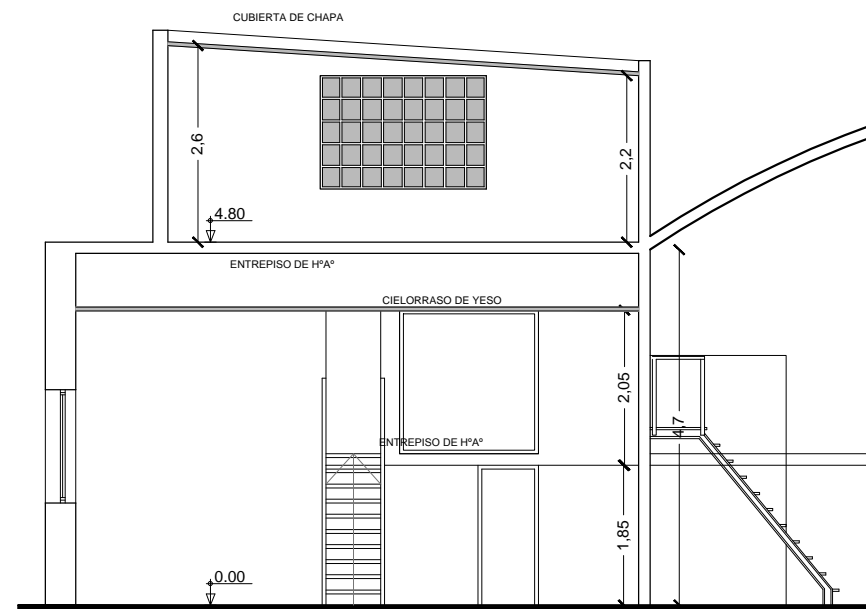 CUBIERTA DE CHAPA
2,6
2,2
4.80
ENTREPISO DE HºAº
CIELORRASO DE YESO
2,05
4,7
ENTREPISO DE HºAº
1,85
0.00